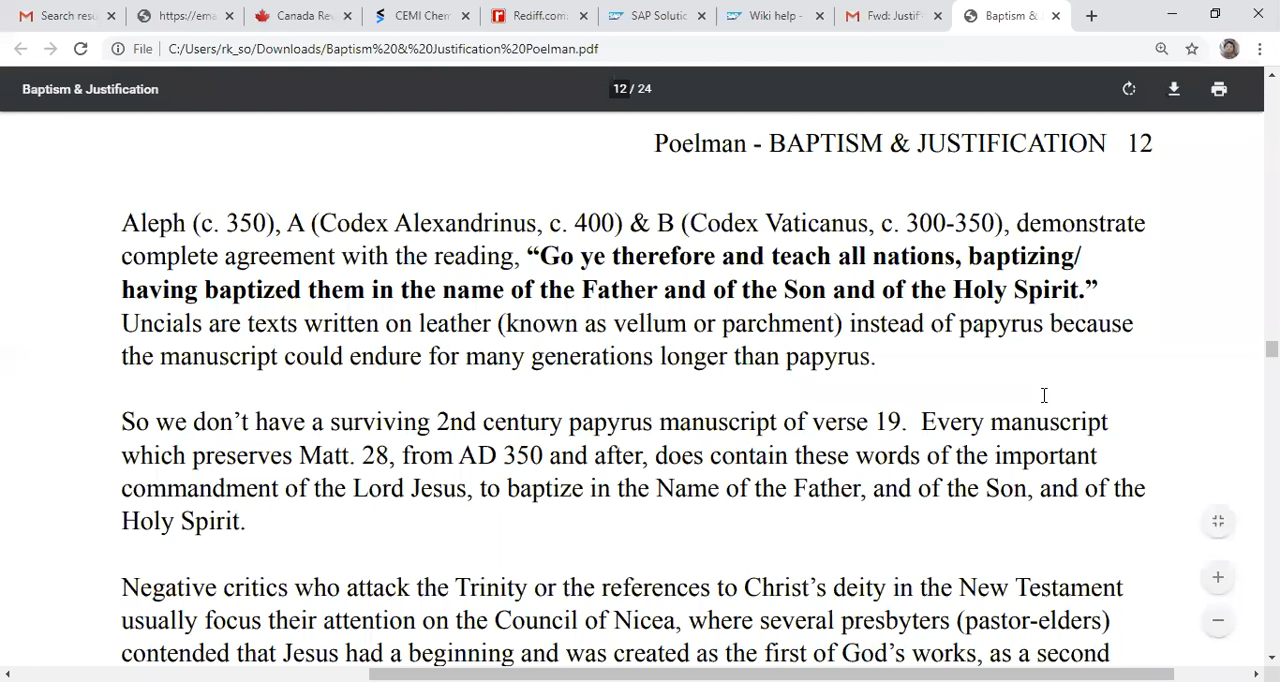 Search resu
https://ema
Canada Re
CEMI Chem
Rediff.com:
SAP Solutio
Wiki help -
Fwd: Justif
Baptism &
File
C:/Users/rk_so/Downloads/Baptism%20&%20Justification%20Poelman.pdf
Baptism & Justification
12 / 24
Poelman - BAPTISM & JUSTIFICATION 12
Aleph (c. 350), A (Codex Alexandrinus, c. 400) & B (Codex Vaticanus, c. 300-350), demonstrate
complete agreement with the reading, “Go ye therefore and teach all nations, baptizing/
having baptized them in the name of the Father and of the Son and of the Holy Spirit.”
Uncials are texts written on leather (known as vellum or parchment) instead of papyrus because
the manuscript could endure for many generations longer than papyrus.
So we don’t have a surviving 2nd century papyrus manuscript of verse 19. Every manuscript
which preserves Matt. 28, from AD 350 and after, does contain these words of the important
commandment of the Lord Jesus, to baptize in the Name of the Father, and of the Son, and of the
Holy Spirit.
Negative critics who attack the Trinity or the references to Christ’s deity in the New Testament
usually focus their attention on the Council of Nicea, where several presbyters (pastor-elders)
contended that Jesus had a beginning and was created as the first of God’s works, as a second